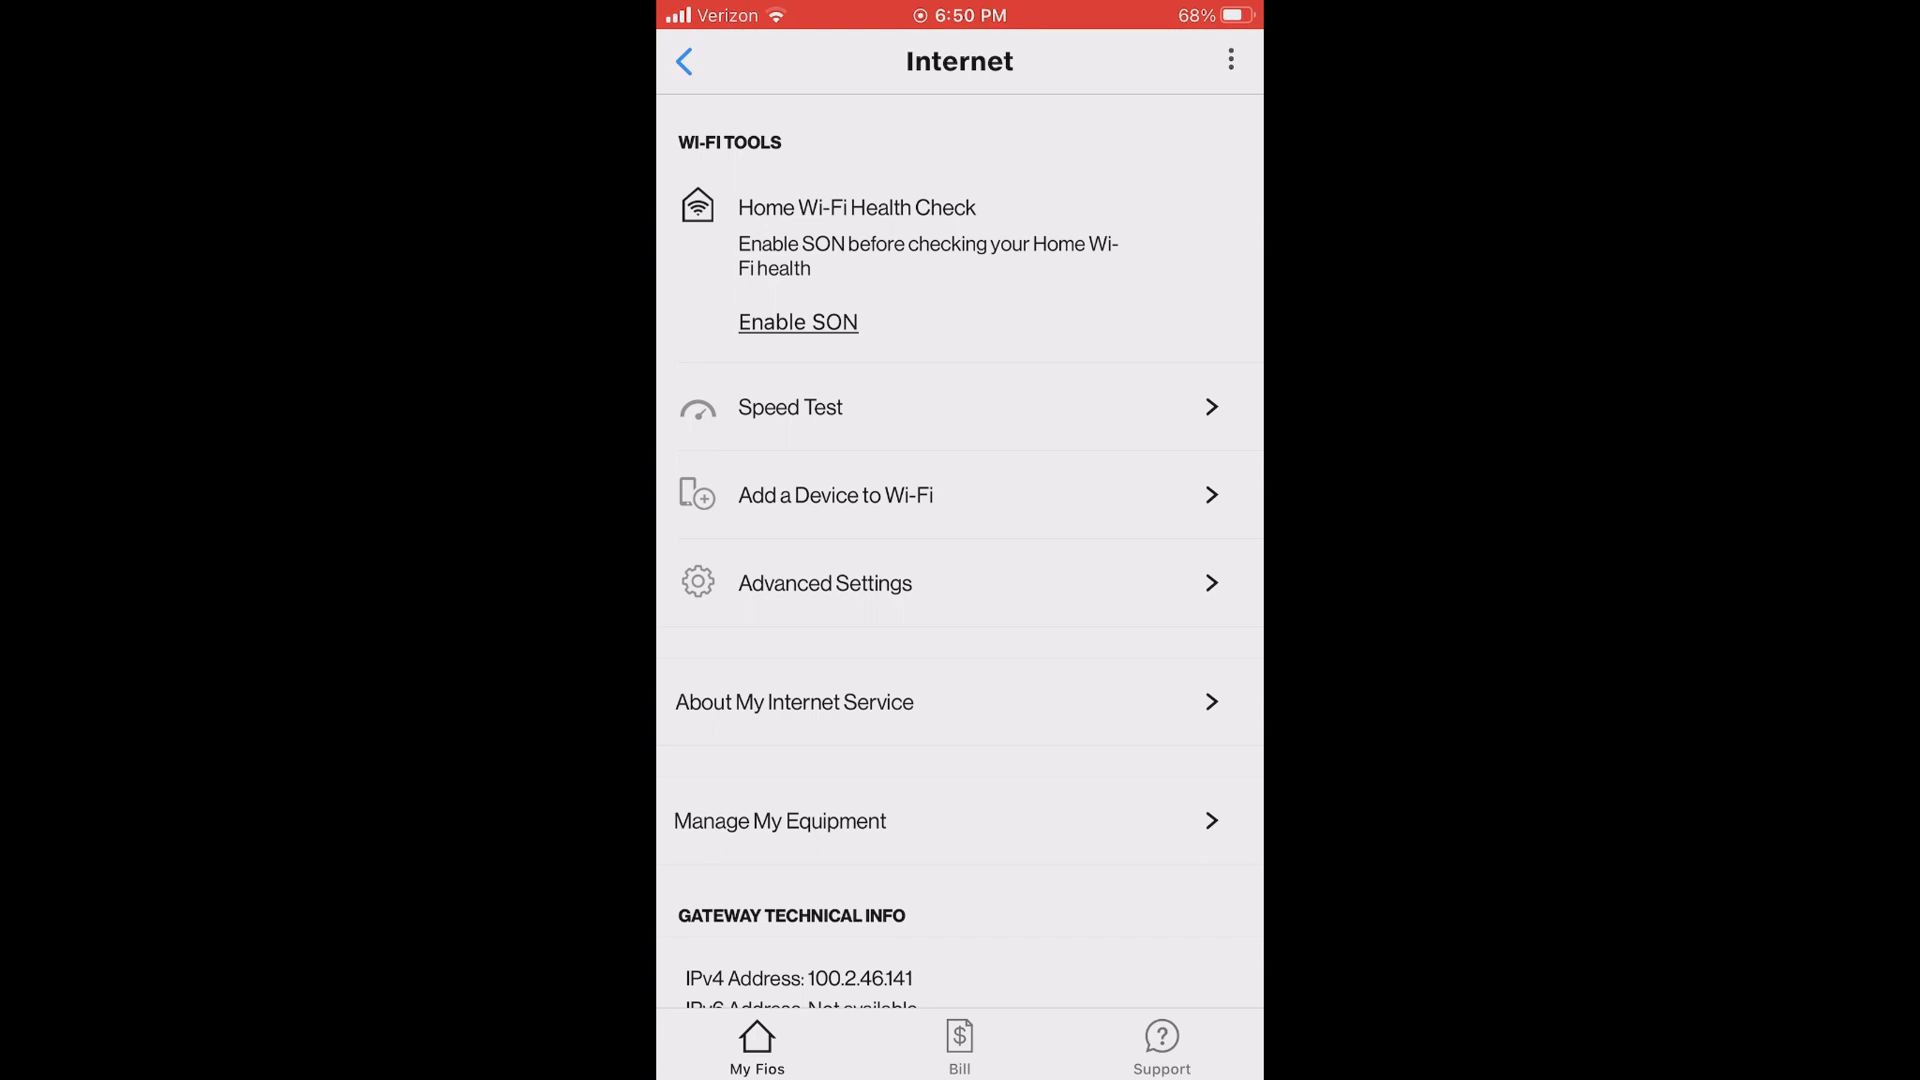 Verizon 6:50 PM 68%
Internet
WI-FI TOOLS
Home Wi-Fi Health Check
Enable SON before checking your Home Wi-
Fi health
Enable SON
Speed Test
Add a Device to Wi-Fi
Advanced Settings
About My Internet Service
Manage My Equipment
GATEWAY TECHNICAL INFO
IPv4 Address: 100.2.46.141
IPv6 Address: Not available
My Fios Bill Support